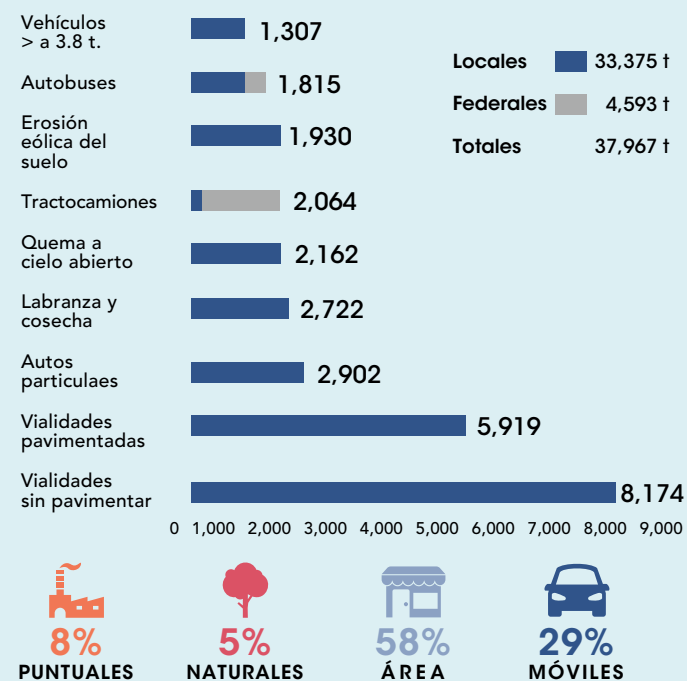 Vehículos
> a 3.8 t.
1,307
Autobuses
1,815
Erosión
eólica del
suelo
1,930
Tractocamiones
2,064
Quema a
cielo abierto
2,162
Labranza y
cosecha
2,722
Autos
particulaes
2,902
Vialidades
pavimentadas
5,919
Vialidades
sin pavimentar
8,174
Locales 33,375 t
Federales 4,593 t
Totales 37,967 t
0 1,000 2,000 3,000 4,000 5,000 6,000 7,000 8,000 9,000
8%
PUNTUALES
5%
NATURALES
58%
ÁREA
29%
MÓVILES